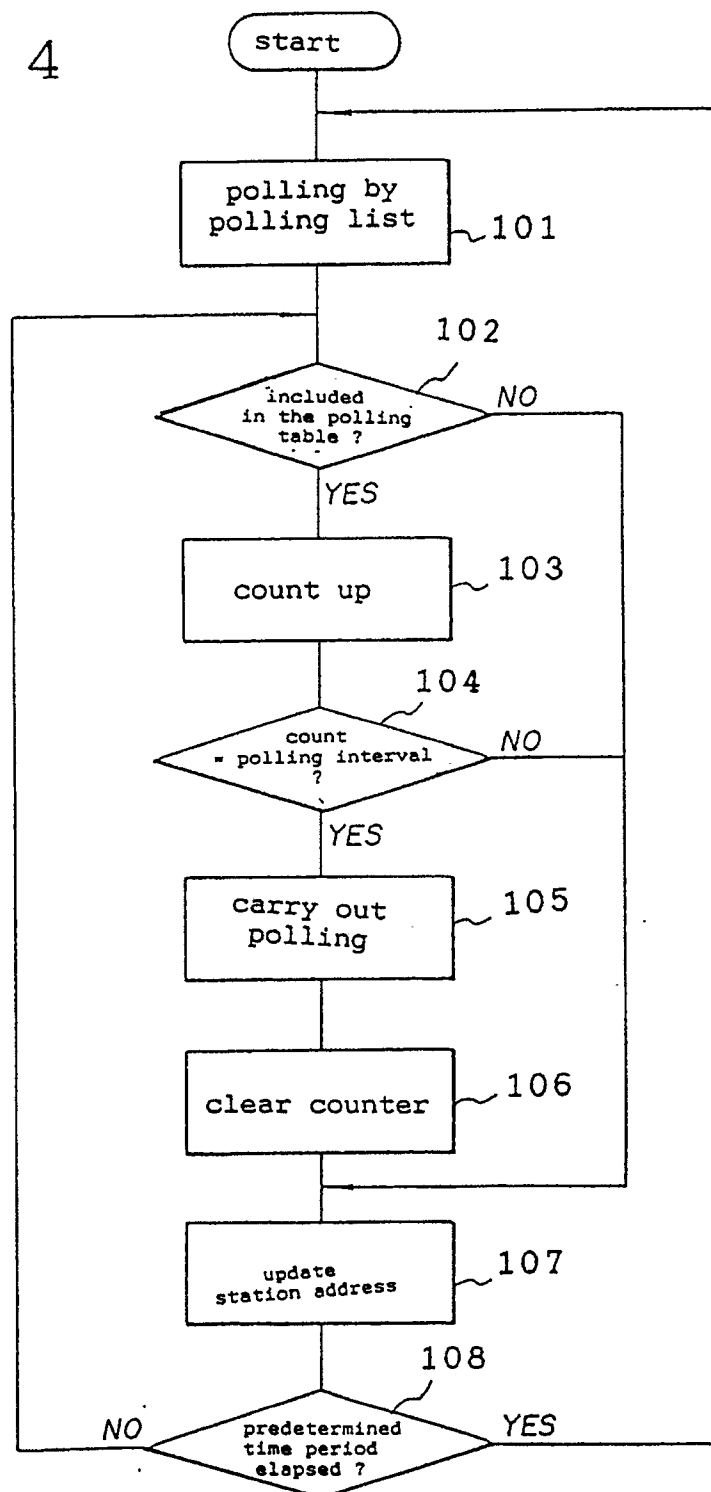 4
start
polling by
polling list
101
102
included
in the polling
table ?
NO
YES
count up
103
104
count
= polling interval
?
NO
YES
carry out
polling
105
clear counter
106
update
station address
107
108
NO
predetermined
time period
elapsed ?
YES